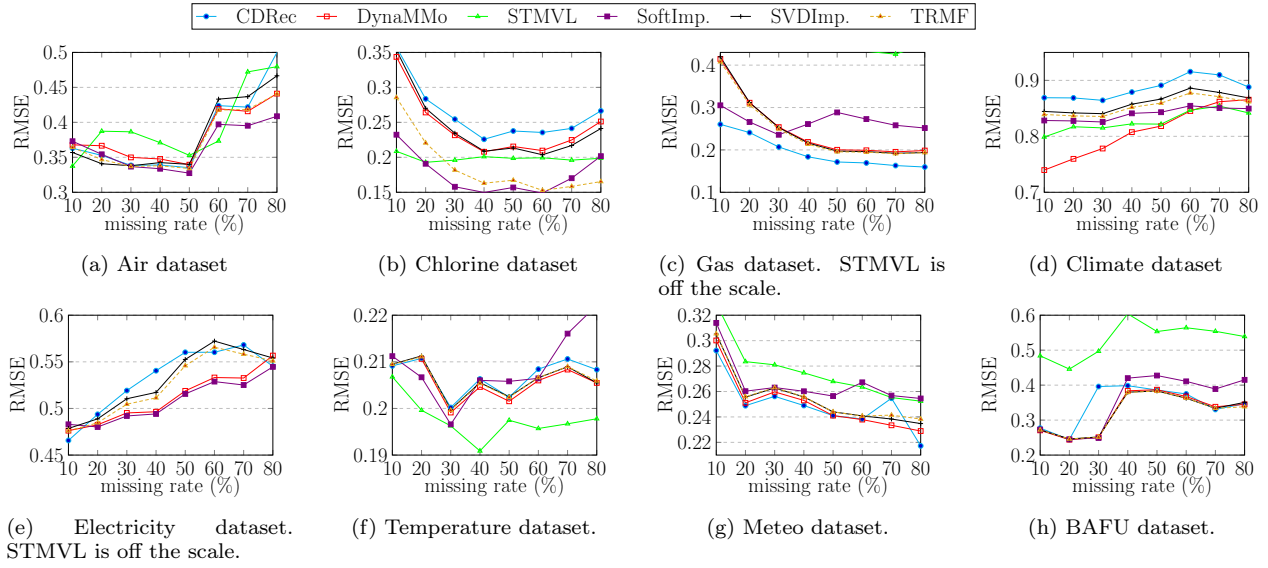 CDRec DynaMMo STMVL SoftImp. SVDImp. TRMF
0.5
0.45
0.4
0.35
0.3
RMSE
10 20 30 40 50 60 70 80
missing rate (%)
(a) Air dataset
0.35
0.3
0.25
0.2
0.15
RMSE
10 20 30 40 50 60 70 80
missing rate (%)
(b) Chlorine dataset
0.4
0.3
0.2
0.1
RMSE
10 20 30 40 50 60 70 80
missing rate (%)
(c) Gas dataset. STMVL is
off the scale.
0.9
0.8
0.7
RMSE
10 20 30 40 50 60 70 80
missing rate (%)
(d) Climate dataset
0.6
0.55
0.5
0.45
RMSE
10 20 30 40 50 60 70 80
missing rate (%)
(e) Electricity dataset.
STMVL is off the scale.
0.22
0.21
0.2
0.19
RMSE
10 20 30 40 50 60 70 80
missing rate (%)
(f) Temperature dataset.
0.32
0.3
0.28
0.26
0.24
0.22
RMSE
10 20 30 40 50 60 70 80
missing rate (%)
(g) Meteo dataset.
0.6
0.5
0.4
0.3
0.2
RMSE
10 20 30 40 50 60 70 80
missing rate (%)
(h) BAFU dataset.